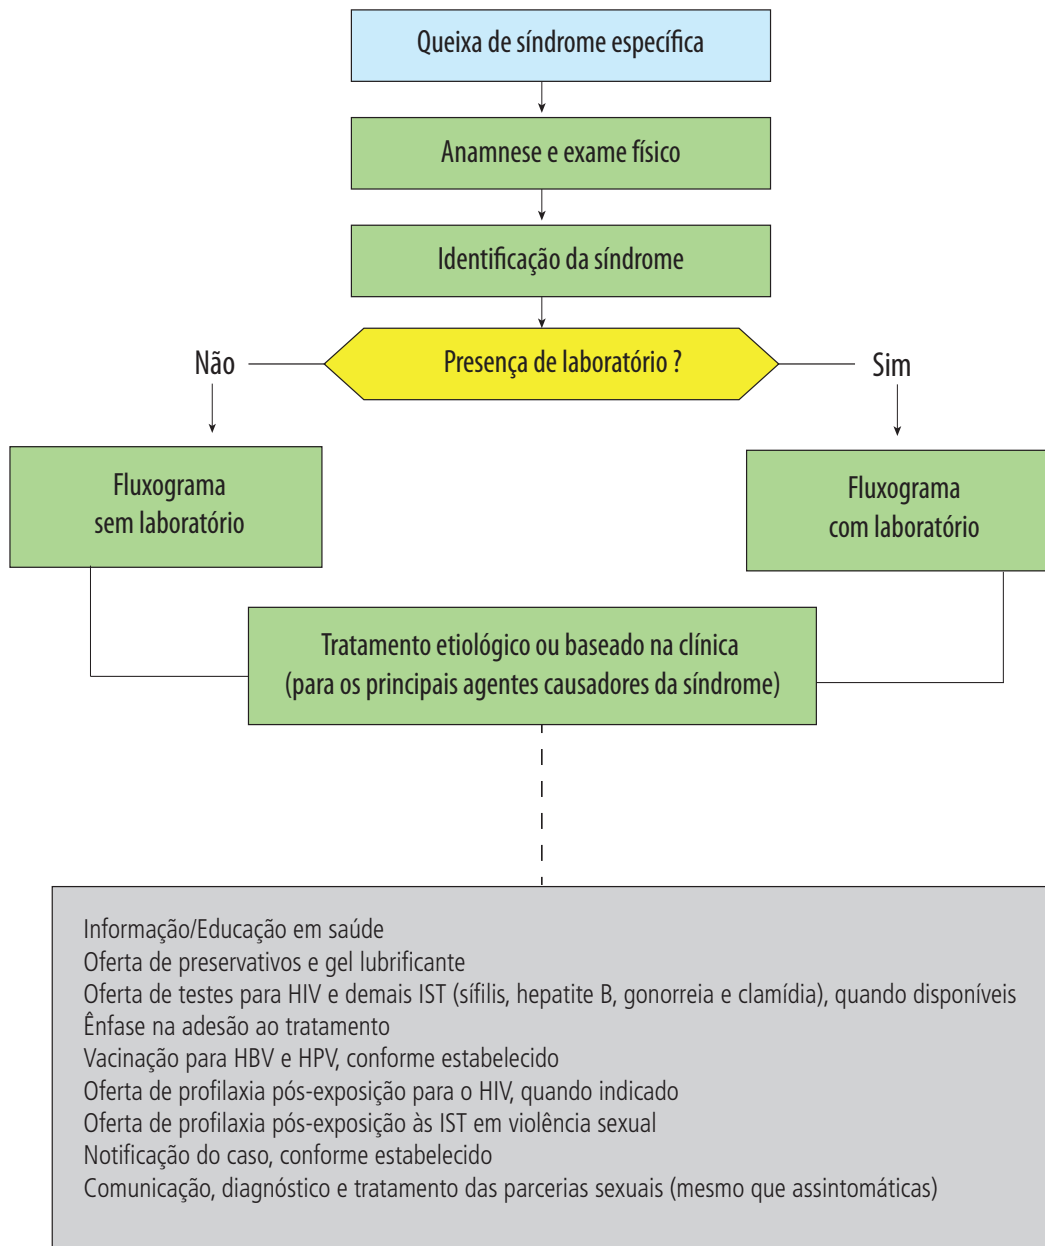 Queixa de síndrome específica
Anamnese e exame físico
Identificação da síndrome
Presença de laboratório ?
Não
Sim
Fluxograma
sem laboratório
Fluxograma
com laboratório
Tratamento etiológico ou baseado na clínica
(para os principais agentes causadores da síndrome)
Informação/Educação em saúde
Oferta de preservativos e gel lubrificante
Oferta de testes para HIV e demais IST (sífilis, hepatite B, gonorreia e clamídia), quando disponíveis
Ênfase na adesão ao tratamento
Vacinação para HBV e HPV, conforme estabelecido
Oferta de profilaxia pós-exposição para o HIV, quando indicado
Oferta de profilaxia pós-exposição às IST em violência sexual
Notificação do caso, conforme estabelecido
Comunicação, diagnóstico e tratamento das parcerias sexuais (mesmo que assintomáticas)